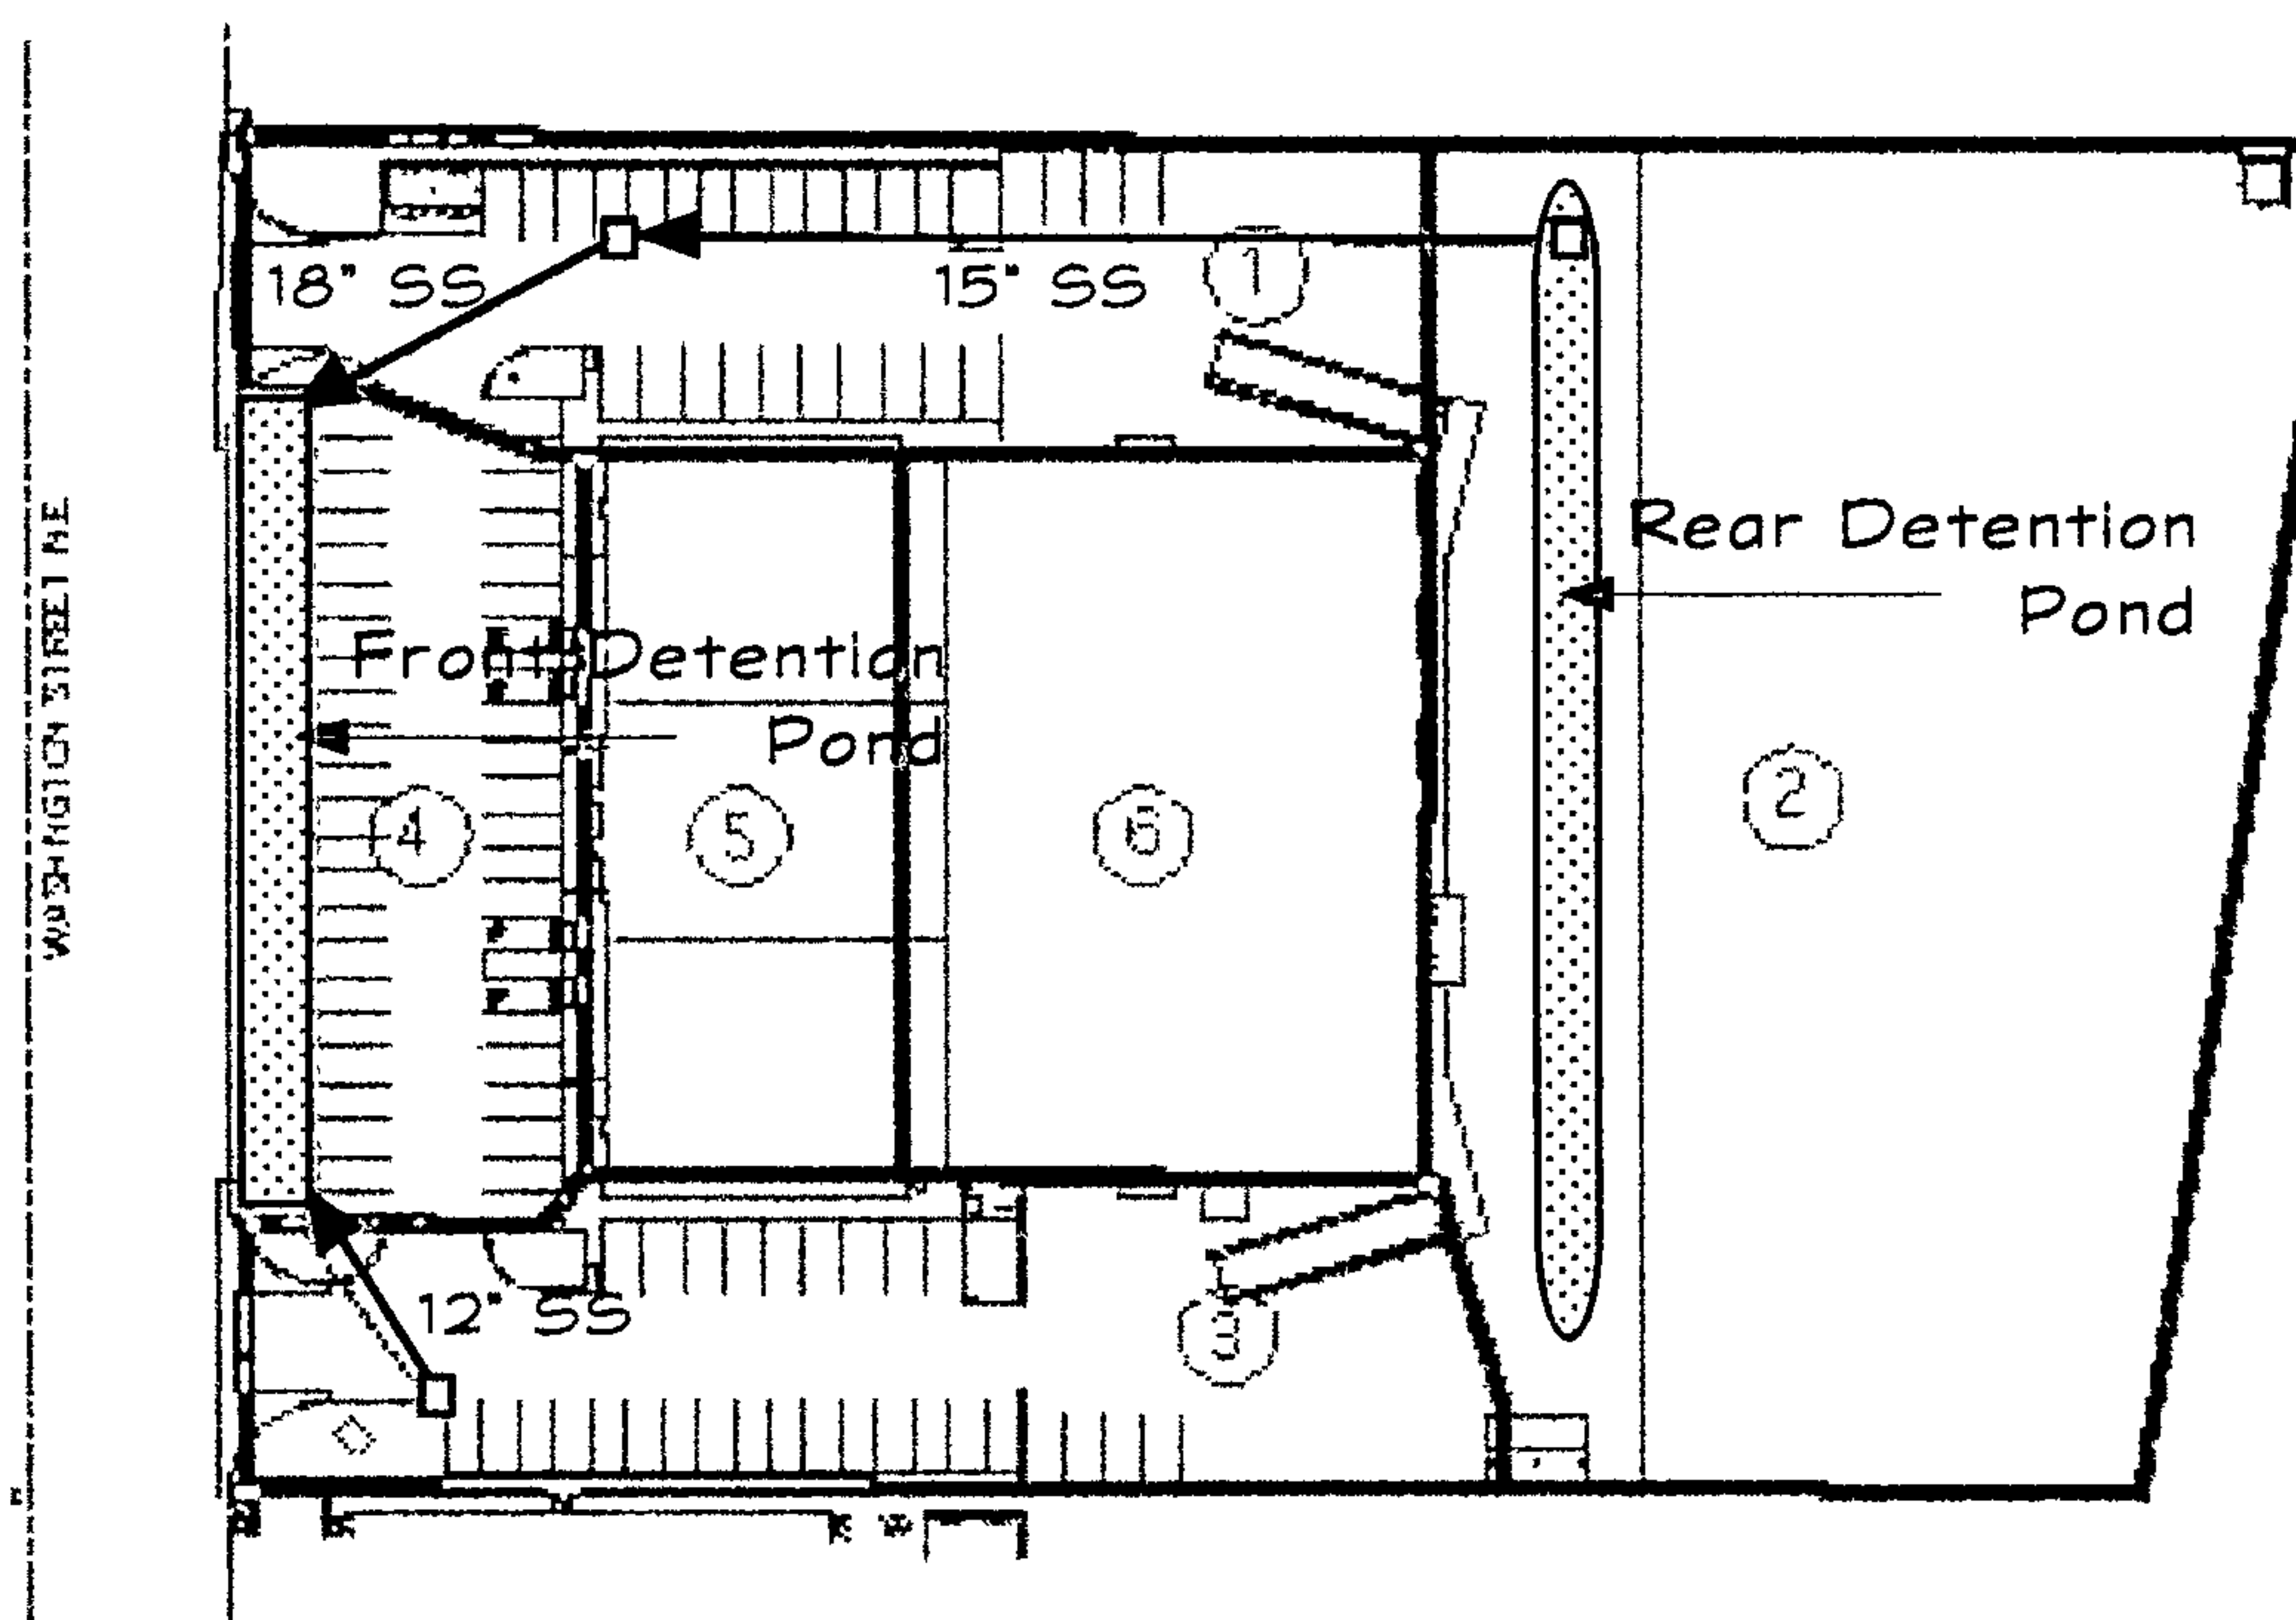 18" SS
15" SS
1
Rear Detention
Pond
Front Detention
Pond
WASHINGTON STREET NE
4
5
6
2
12" SS
3